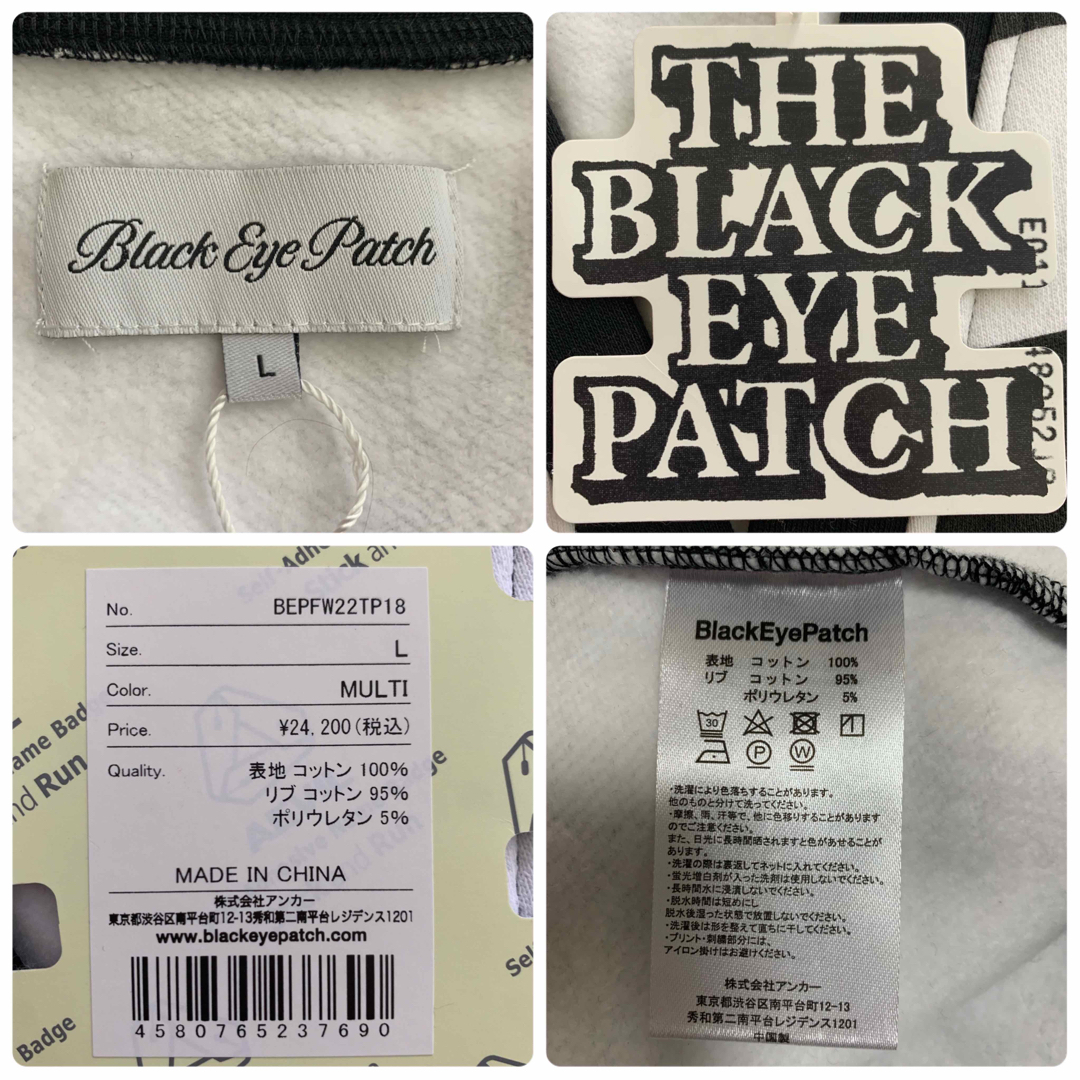 Black Eye Patch
L
THE
BLACK
EYE
PATCH
No. BEPFW22TP18
Size. L
Color. MULTI
Price. ¥24,200(税込)
Quality. 表地 コットン 100%
リブ コットン 95%
ポリウレタン 5%
MADE IN CHINA
株式会社アンカー
東京都渋谷区南平台町12-13秀和第二南平台レジデンス1201
www.blackeyepatch.com
4580765237690
Badge
BlackEyePatch
表地 コットン 100%
リブ コットン 95%
ポリウレタン 5%
30
P W
・洗濯により色落ちすることがあります。
他のものと分けて洗ってください。
・摩擦、雨、汗等で、他に色移りすることがあります
のでご注意ください。
また、日光に長時間晒されますと色があせることが
あります。
・洗濯の際は裏返してネットに入れてください。
・蛍光増白剤が入った洗剤は使用しないでください。
・長時間水に浸漬しないでください。
・脱水時間は短めにし
脱水後湿った状態で放置しないでください。
・洗濯後は形を整えて直ちに干してください。
・プリント・刺繍部分には、
アイロン掛けはお避けください。
株式会社アンカー
東京都渋谷区南平台町12-13
秀和第二南平台レジデンス1201
中国製